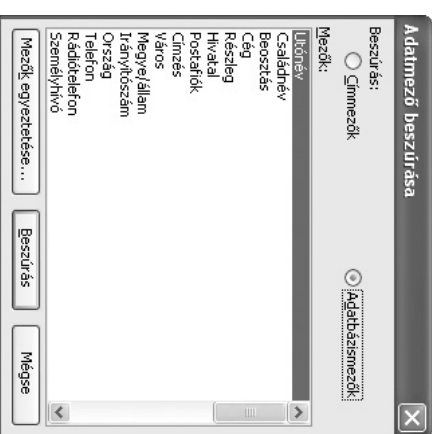 Adatmező beszúrása
Beszúrás:
Címmezők
Adatbázismezők
Mezők:
Utónév
Családnév
Beosztás
Cég
Részleg
Hivatal
Postafiók
Címzés
Város
Megye/állam
Irányítószám
Ország
Telefon
Rádiótelefon
Személyhívó
Mezők egyeztetése...
Beszúrás
Mégse